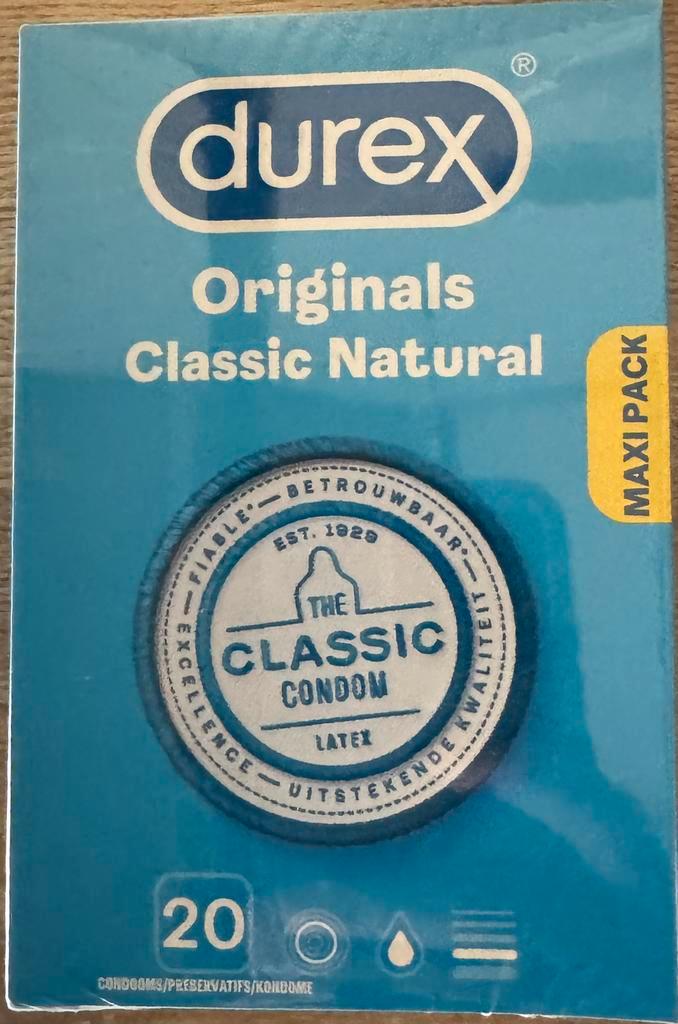 durex®
Originals
Classic Natural
MAXI PACK
FIABLE* — BETROUWBAAR* — UITSTEKENDE KWALITEIT — EXCELLENCE —
EST. 1929
THE
CLASSIC
CONDOM
LATEX
20
CONDOOMS/PRESERVATIFS/KONDOME